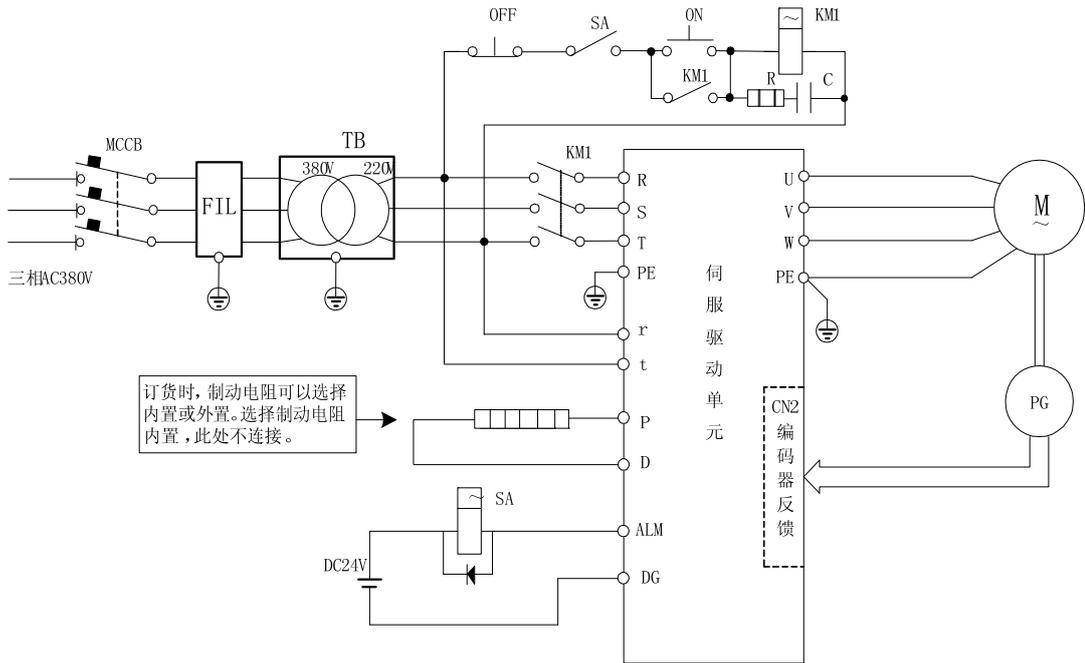 OFF
SA
ON
~
KM1
KM1
R
C
MCCB
TB
380V
220V
KM1
FIL
R
S
T
PE
r
t
P
D
ALM
DG
U
V
W
PE
M
~
三相AC380V
伺服驱动单元
订货时，制动电阻可以选择
内置或外置。选择制动电阻
内置，此处不连接。
CN2
编码器反馈
PG
~
SA
DC24V